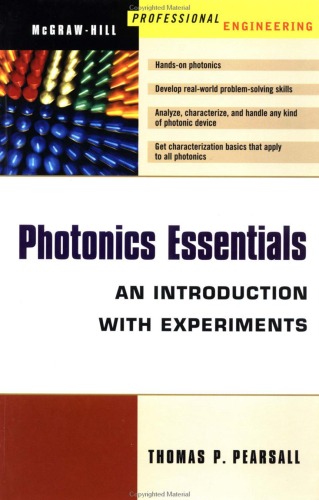 McGRAW-HILL PROFESSIONAL ENGINEERING
Hands-on photonics
Develop real-world problem-solving skills
Analyze, characterize, and handle any kind
of photonic device
Get characterization basics that apply
to all photonics
Photonics Essentials
AN INTRODUCTION
WITH EXPERIMENTS
THOMAS P. PEARSALL